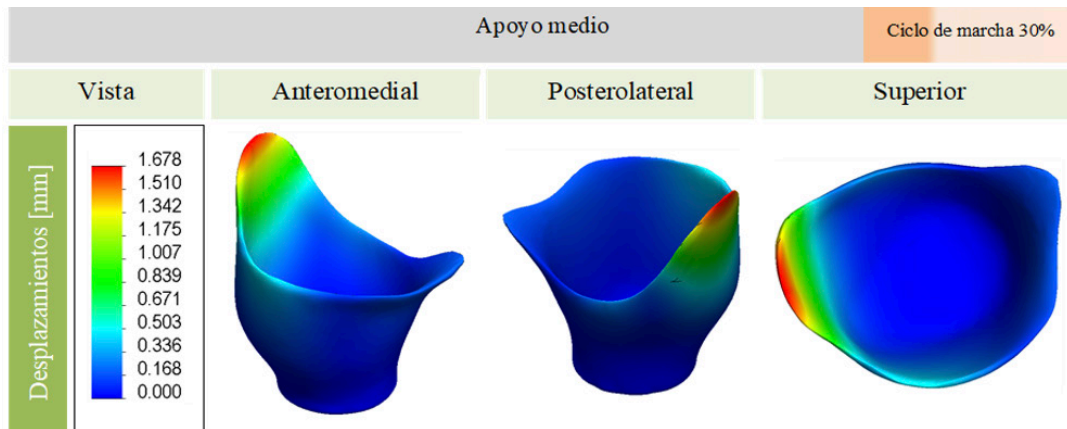 Apoyo medio
Ciclo de marcha 30%
Vista
Anteromedial
Posterolateral
Superior
Desplazamientos [mm]
1.678
1.510
1.342
1.175
1.007
0.839
0.671
0.503
0.336
0.168
0.000